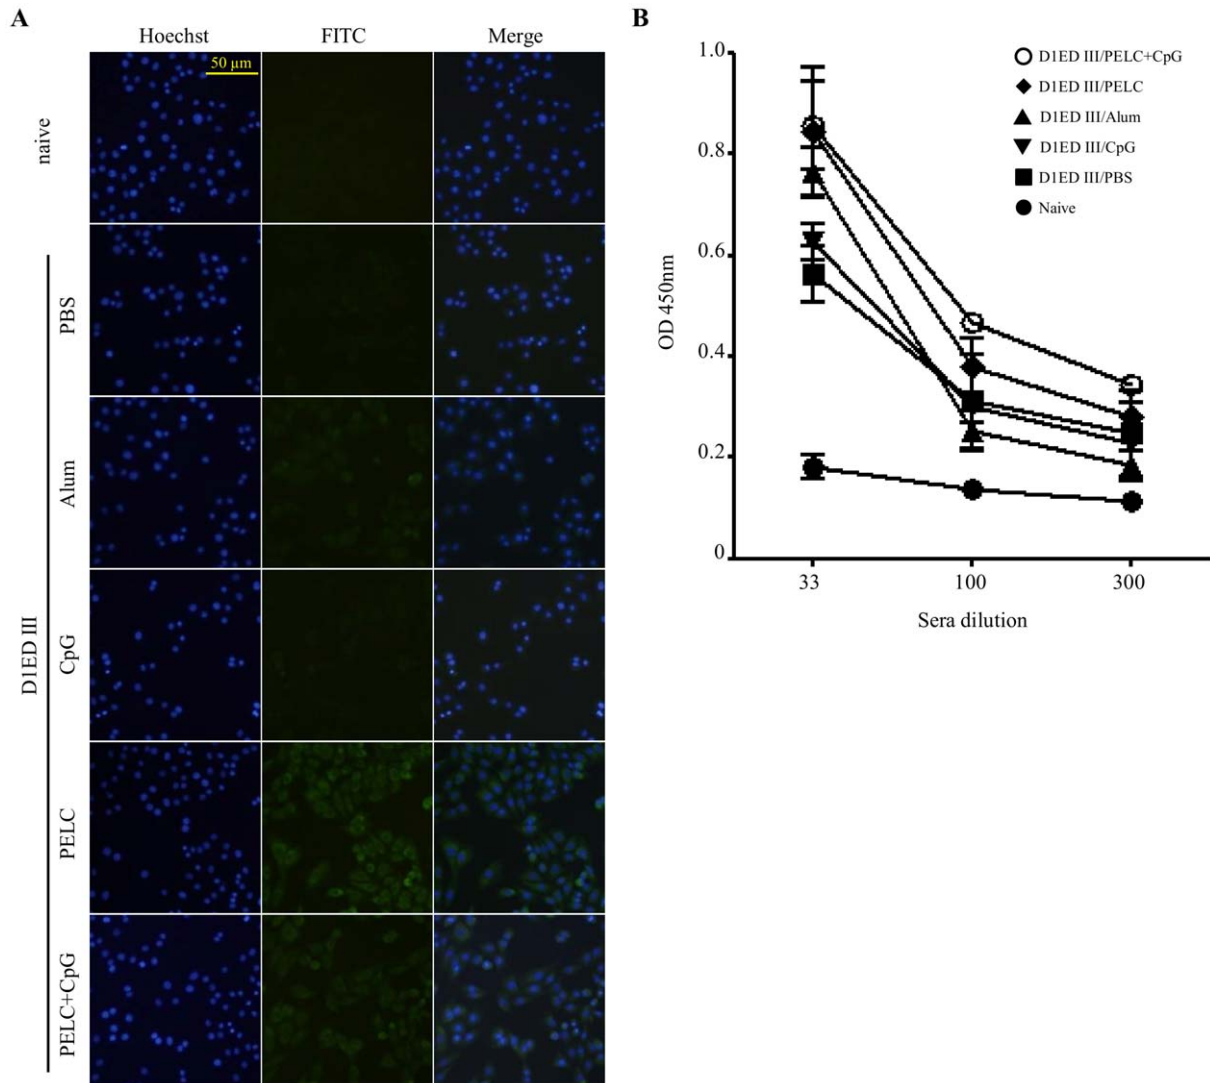 A
Hoechst FITC Merge
50 μm
naive
D1ED III
PBS
Alum
CpG
PELC
PELC+CpG
B
D1ED III/PELC+CpG
D1ED III/PELC
D1ED III/Alum
D1ED III/CpG
D1ED III/PBS
Naive
OD 450nm
1.0
0.8
0.6
0.4
0.2
0
33 100 300
Sera dilution